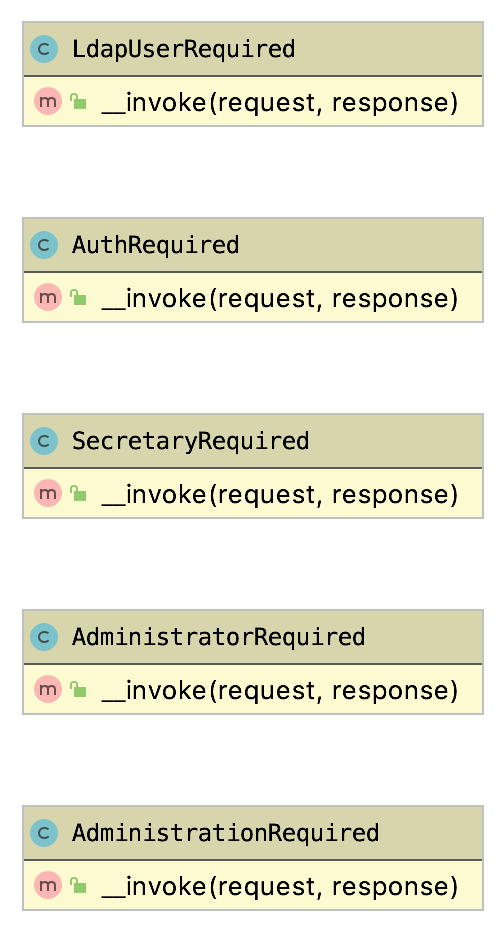 C LdapUserRequired
m __invoke(request, response)
C AuthRequired
m __invoke(request, response)
C SecretaryRequired
m __invoke(request, response)
C AdministratorRequired
m __invoke(request, response)
C AdministrationRequired
m __invoke(request, response)